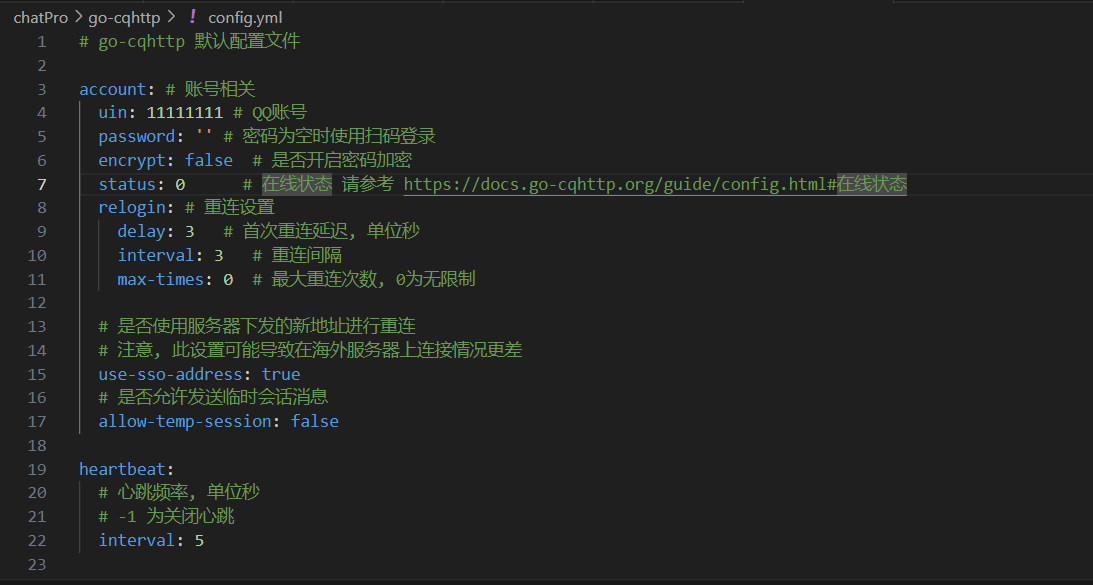 chatPro > go-cqhttp > ! config.yml
1 # go-cqhttp 默认配置文件
2
3 account: # 账号相关
4 uin: 11111111 # QQ账号
5 password: '' # 密码为空时使用扫码登录
6 encrypt: false # 是否开启密码加密
7 status: 0 # 在线状态 请参考 https://docs.go-cqhttp.org/guide/config.html#在线状态
8 relogin: # 重连设置
9 delay: 3 # 首次重连延迟, 单位秒
10 interval: 3 # 重连间隔
11 max-times: 0 # 最大重连次数, 0为无限制
12
13 # 是否使用服务器下发的新地址进行重连
14 # 注意, 此设置可能导致在海外服务器上连接情况更差
15 use-sso-address: true
16 # 是否允许发送临时会话消息
17 allow-temp-session: false
18
19 heartbeat:
20 # 心跳频率, 单位秒
21 # -1 为关闭心跳
22 interval: 5
23